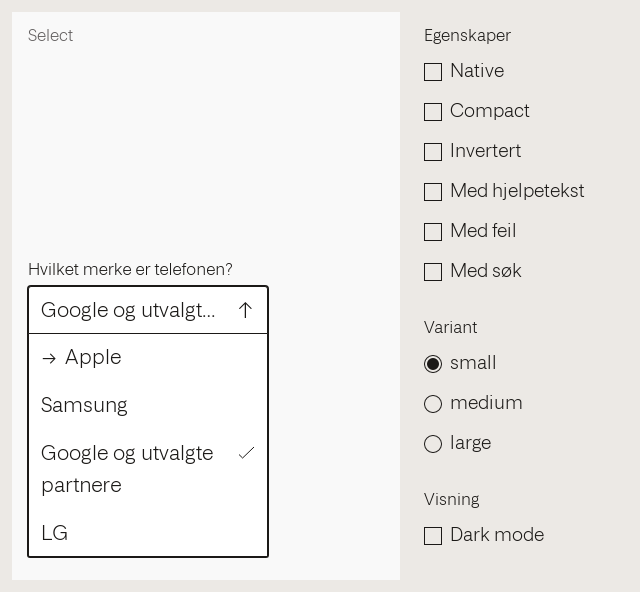 Select
Hvilket merke er telefonen?
Google og utvalgt...
Apple
Samsung
Google og utvalgte
partnere
LG
Egenskaper
Native
Compact
Invertert
Med hjelpetekst
Med feil
Med søk
Variant
small
medium
large
Visning
Dark mode